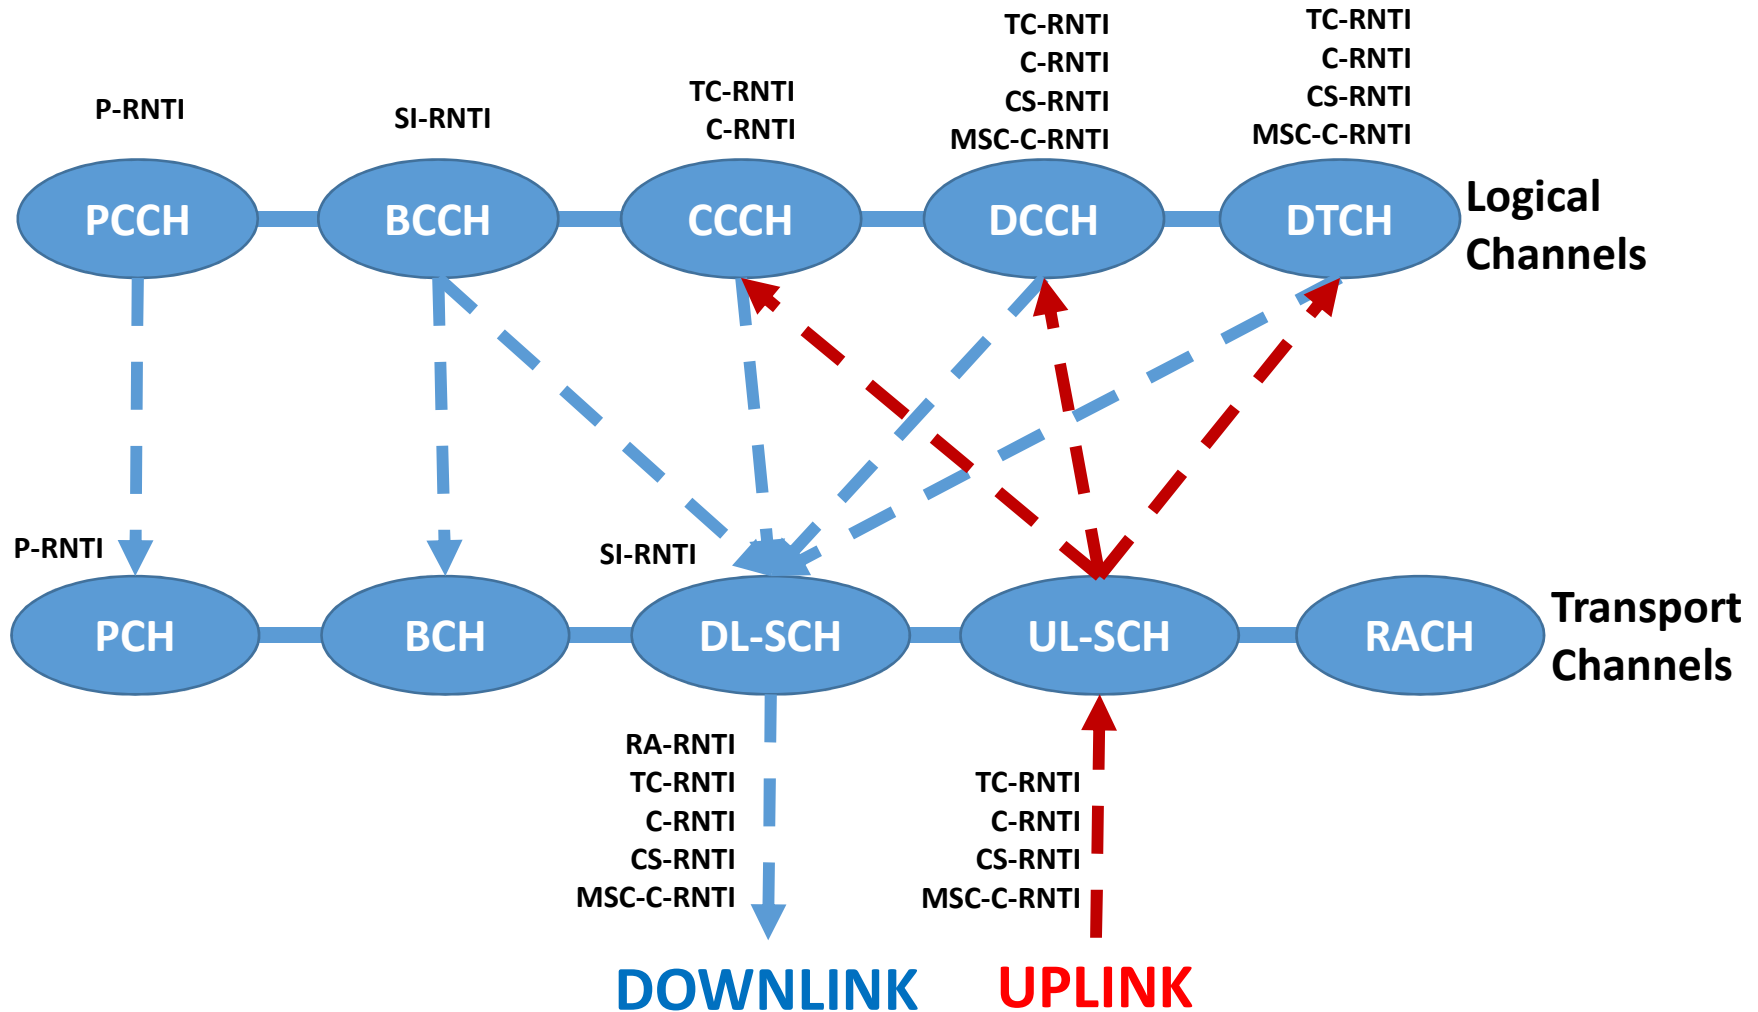 P-RNTI
SI-RNTI
TC-RNTI
C-RNTI
TC-RNTI
C-RNTI
CS-RNTI
MSC-C-RNTI
TC-RNTI
C-RNTI
CS-RNTI
MSC-C-RNTI
PCCH
BCCH
CCCH
DCCH
DTCH
Logical
Channels
P-RNTI
SI-RNTI
PCH
BCH
DL-SCH
UL-SCH
RACH
Transport
Channels
RA-RNTI
TC-RNTI
C-RNTI
CS-RNTI
MSC-C-RNTI
TC-RNTI
C-RNTI
CS-RNTI
MSC-C-RNTI
DOWNLINK
UPLINK